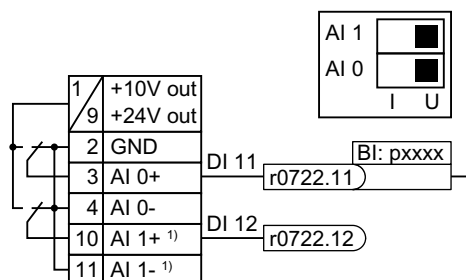 AI 1
AI 0
I U
1 +10V out
9 +24V out
2 GND
3 AI 0+
4 AI 0-
10 AI 1+ 1)
11 AI 1- 1)
DI 11
r0722.11
BI: pxxxx
DI 12
r0722.12